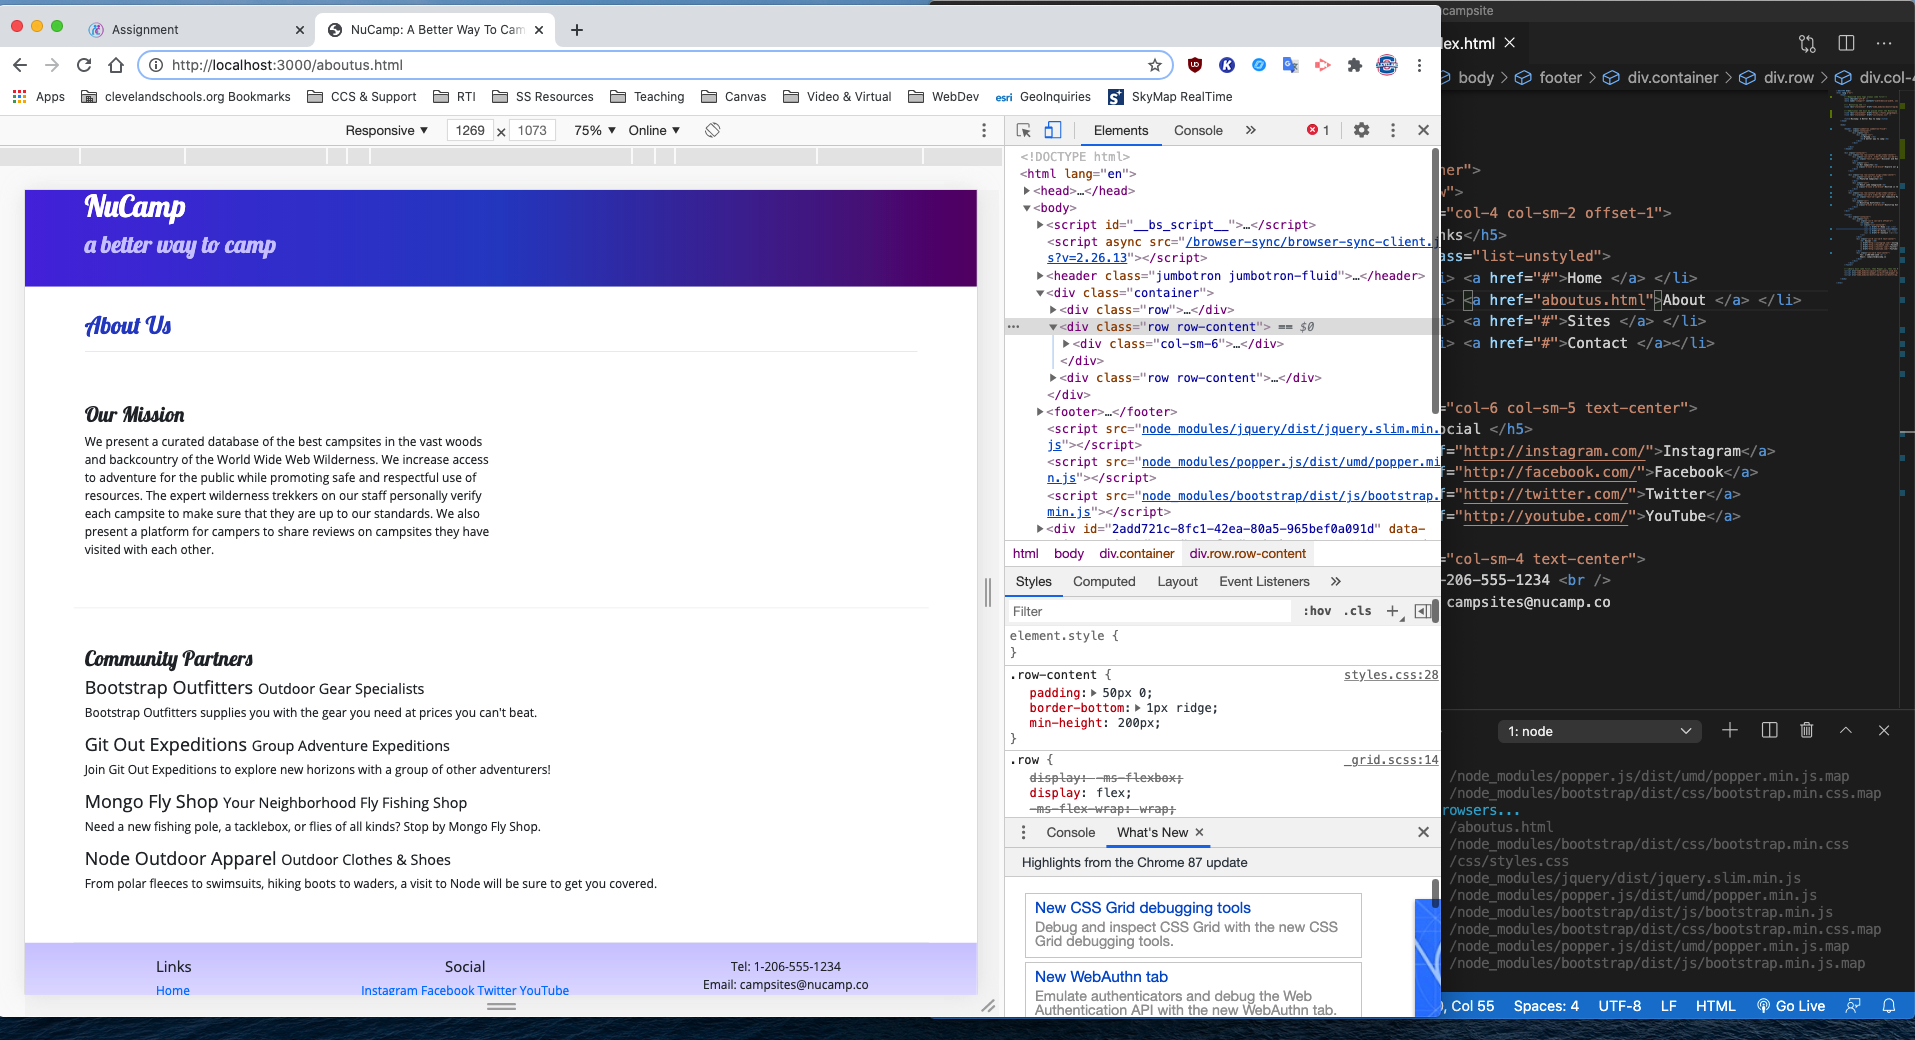 Assignment
NuCamp: A Better Way To Cam
http://localhost:3000/aboutus.html
Apps
clevelandschools.org Bookmarks
CCS & Support
RTI
SS Resources
Teaching
Canvas
Video & Virtual
WebDev
esri GeoInquiries
SkyMap RealTime
Responsive
1269 x 1073
75%
Online
NuCamp
a better way to camp
About Us
Our Mission
We present a curated database of the best campsites in the vast woods
and backcountry of the World Wide Web Wilderness. We increase access
to adventure for the public while promoting safe and respectful use of
resources. The expert wilderness trekkers on our staff personally verify
each campsite to make sure that they are up to our standards. We also
present a platform for campers to share reviews on campsites they have
visited with each other.
Community Partners
Bootstrap Outfitters Outdoor Gear Specialists
Bootstrap Outfitters supplies you with the gear you need at prices you can't beat.
Git Out Expeditions Group Adventure Expeditions
Join Git Out Expeditions to explore new horizons with a group of other adventurers!
Mongo Fly Shop Your Neighborhood Fly Fishing Shop
Need a new fishing pole, a tacklebox, or flies of all kinds? Stop by Mongo Fly Shop.
Node Outdoor Apparel Outdoor Clothes & Shoes
From polar fleeces to swimsuits, hiking boots to waders, a visit to Node will be sure to get you covered.
Links
Home
Social
Instagram Facebook Twitter YouTube
Tel: 1-206-555-1234
Email: campsites@nucamp.co
Elements
Console
1
<!DOCTYPE html>
<html lang="en">
<head>…</head>
<body>
<script id="__bs_script__">…</script>
<script async src="/browser-sync/browser-sync-client.j
s?v=2.26.13"></script>
<header class="jumbotron jumbotron-fluid">…</header>
<div class="container">
<div class="row">…</div>
<div class="row row-content"> == $0
<div class="col-sm-6">…</div>
</div>
<div class="row row-content">…</div>
</div>
<footer>…</footer>
<script src="node_modules/jquery/dist/jquery.slim.min.
js"></script>
<script src="node_modules/popper.js/dist/umd/popper.mi
n.js"></script>
<script src="node_modules/bootstrap/dist/js/bootstrap.
min.js"></script>
<div id="2add721c-8fc1-42ea-80a5-965bef0a091d" data-
html body div.container div.row.row-content
Styles Computed Layout Event Listeners
Filter
:hov .cls
element.style {
}
.row-content {
styles.css:28
padding: 50px 0;
border-bottom: 1px ridge;
min-height: 200px;
}
.row {
_grid.scss:14
display: -ms-flexbox;
display: flex;
-ms-flex-wrap: wrap;
Console What's New
Highlights from the Chrome 87 update
New CSS Grid debugging tools
Debug and inspect CSS Grid with the new CSS
Grid debugging tools.
New WebAuthn tab
Emulate authenticators and debug the Web
Authentication API with the new WebAuthn tab.
campsite
ex.html
body footer div.container div.row div.col-
ner">
w">
="col-4 col-sm-2 offset-1">
nks</h5>
ass="list-unstyled">
i> <a href="#">Home </a> </li>
i> <a href="aboutus.html">About </a> </li>
i> <a href="#">Sites </a> </li>
i> <a href="#">Contact </a></li>
="col-6 col-sm-5 text-center">
ocial </h5>
f="http://instagram.com/">Instagram</a>
f="http://facebook.com/">Facebook</a>
f="http://twitter.com/">Twitter</a>
f="http://youtube.com/">YouTube</a>
="col-sm-4 text-center">
-206-555-1234 <br />
campsites@nucamp.co
1: node
/node_modules/popper.js/dist/umd/popper.min.js.map
/node_modules/bootstrap/dist/css/bootstrap.min.css.map
rowsers...
/aboutus.html
/node_modules/bootstrap/dist/css/bootstrap.min.css
/css/styles.css
/node_modules/jquery/dist/jquery.slim.min.js
/node_modules/popper.js/dist/umd/popper.min.js
/node_modules/bootstrap/dist/js/bootstrap.min.js
/node_modules/bootstrap/dist/css/bootstrap.min.css.map
/node_modules/popper.js/dist/umd/popper.min.js.map
/node_modules/bootstrap/dist/js/bootstrap.min.js.map
, Col 55 Spaces: 4 UTF-8 LF HTML Go Live